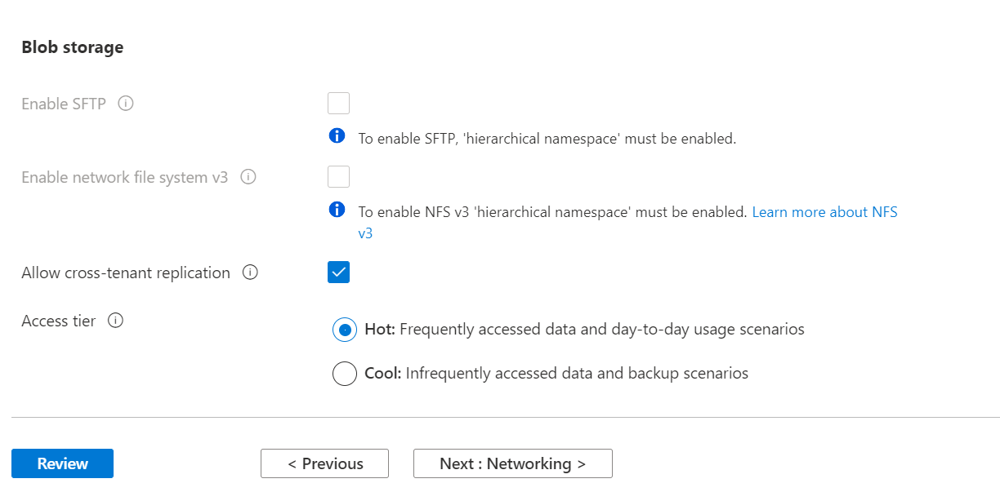 Blob storage
Enable SFTP
To enable SFTP, 'hierarchical namespace' must be enabled.
Enable network file system v3
To enable NFS v3 'hierarchical namespace' must be enabled. Learn more about NFS
v3
Allow cross-tenant replication
Access tier
Hot: Frequently accessed data and day-to-day usage scenarios
Cool: Infrequently accessed data and backup scenarios
Review
< Previous
Next : Networking >